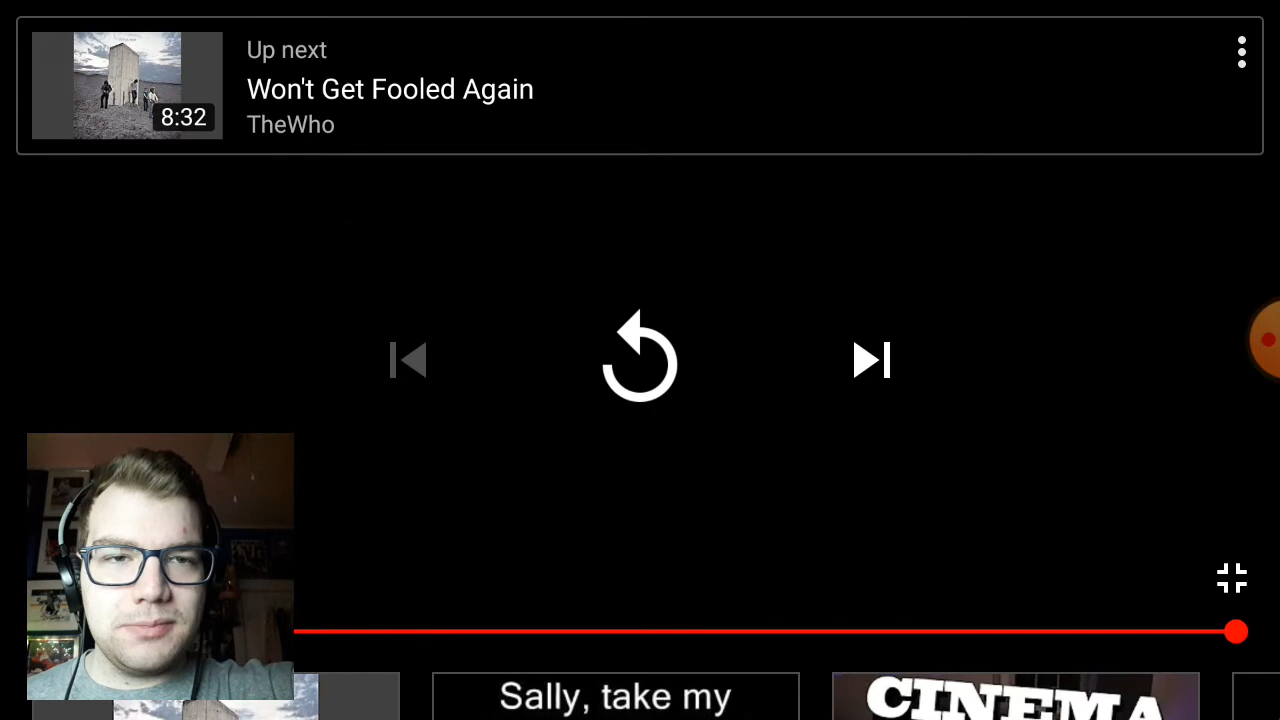 Up next
Won't Get Fooled Again
TheWho
8:32
Sally, take my
CINEMA